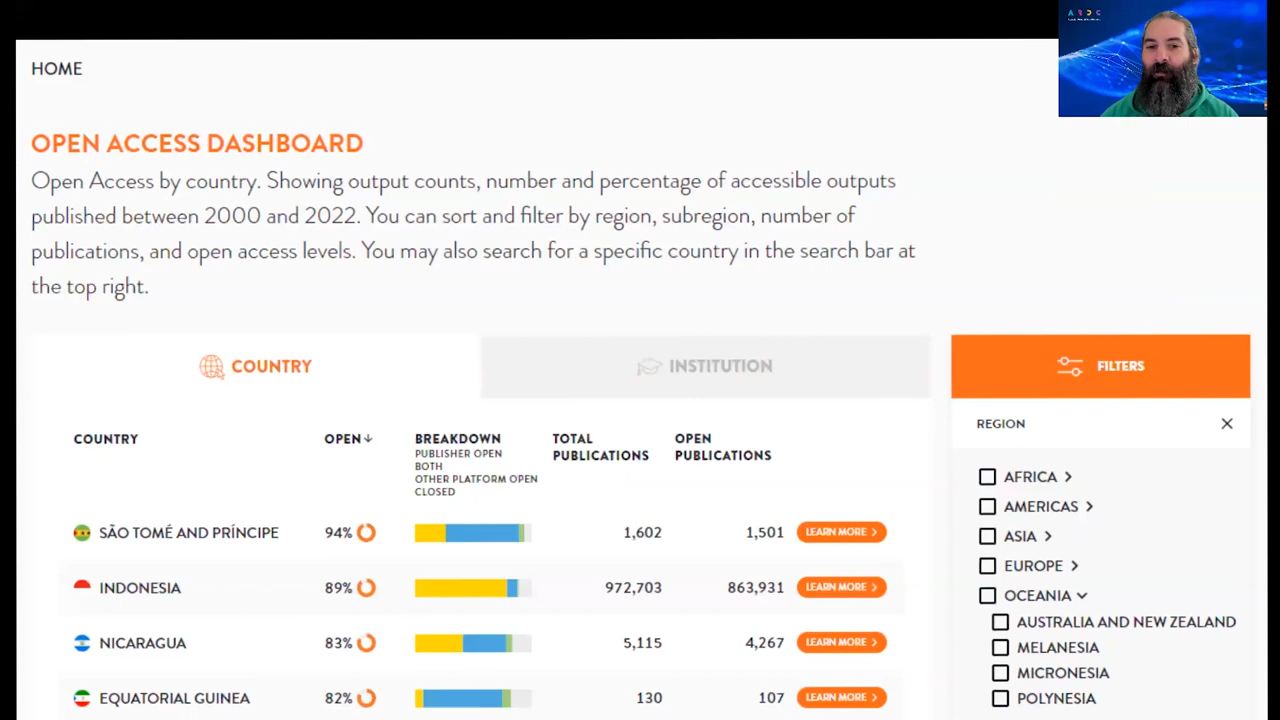 HOME
OPEN ACCESS DASHBOARD
Open Access by country. Showing output counts, number and percentage of accessible outputs
published between 2000 and 2022. You can sort and filter by region, subregion, number of
publications, and open access levels. You may also search for a specific country in the search bar at
the top right.
COUNTRY
INSTITUTION
FILTERS
COUNTRY
OPEN↓
BREAKDOWN
PUBLISHER OPEN
BOTH
OTHER PLATFORM OPEN
CLOSED
TOTAL
PUBLICATIONS
OPEN
PUBLICATIONS
SÃO TOMÉ AND PRÍNCIPE 94% 1,602 1,501 LEARN MORE >
INDONESIA 89% 972,703 863,931 LEARN MORE >
NICARAGUA 83% 5,115 4,267 LEARN MORE >
EQUATORIAL GUINEA 82% 130 107 LEARN MORE >
REGION
AFRICA >
AMERICAS >
ASIA >
EUROPE >
OCEANIA
AUSTRALIA AND NEW ZEALAND
MELANESIA
MICRONESIA
POLYNESIA
ARDC